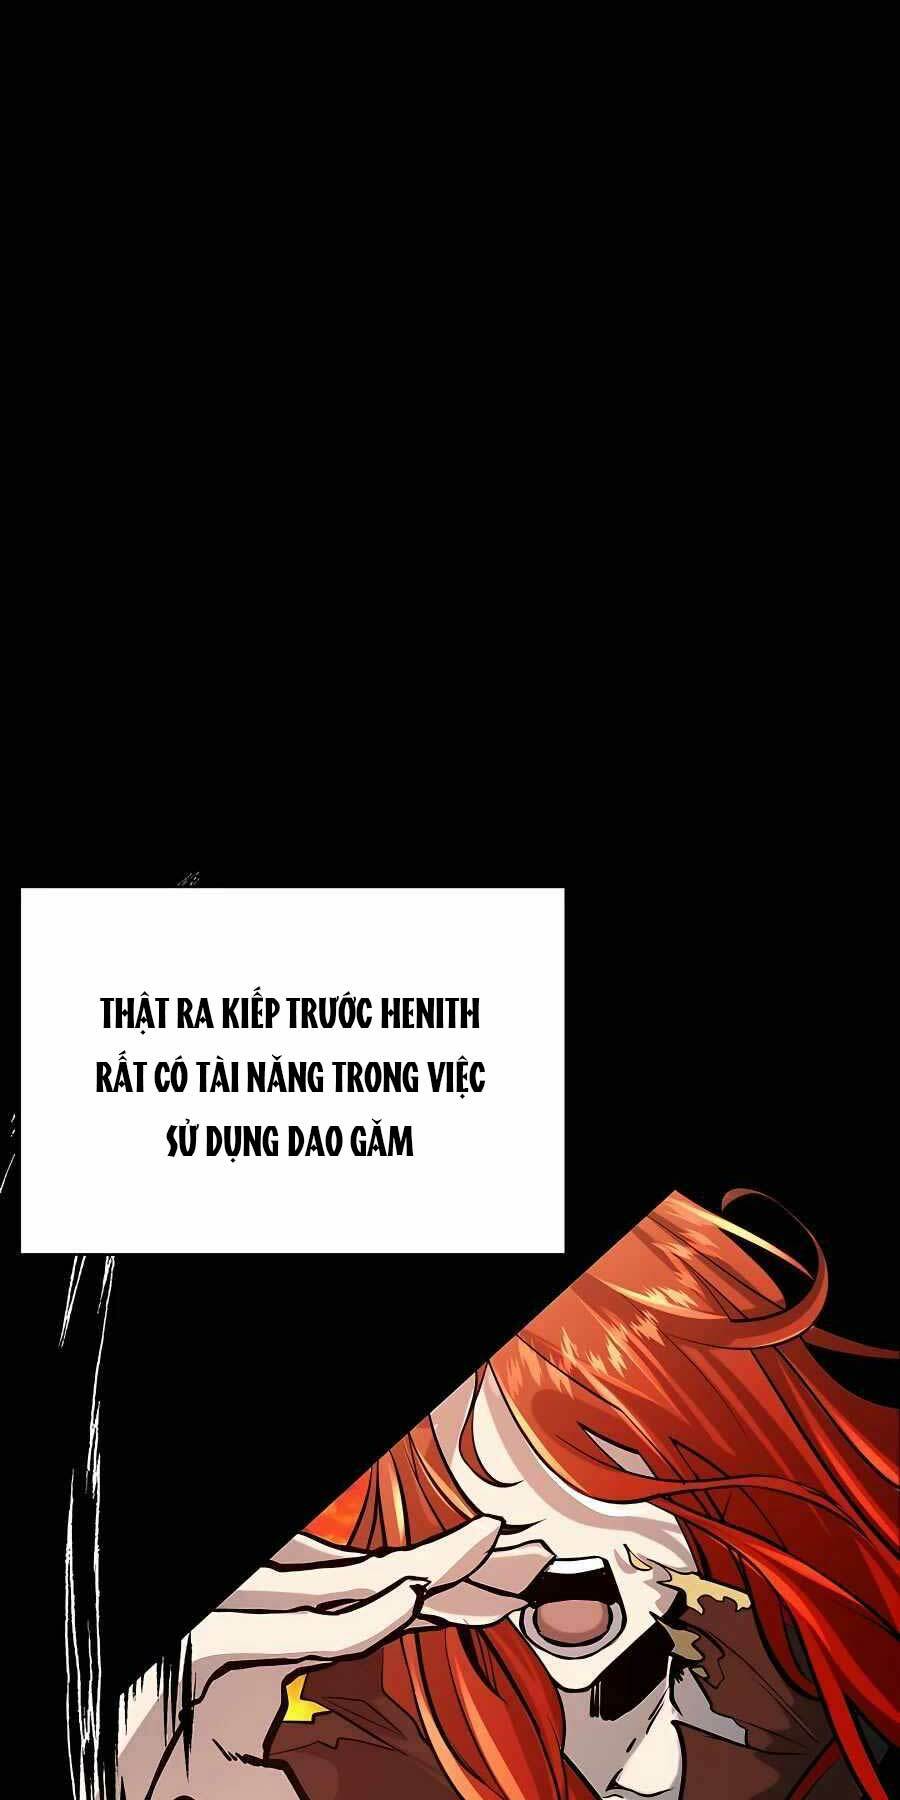 THẬT RA KIẾP TRƯỚC HENITH
RẤT CÓ TÀI NĂNG TRONG VIỆC
SỬ DỤNG DAO GĂM